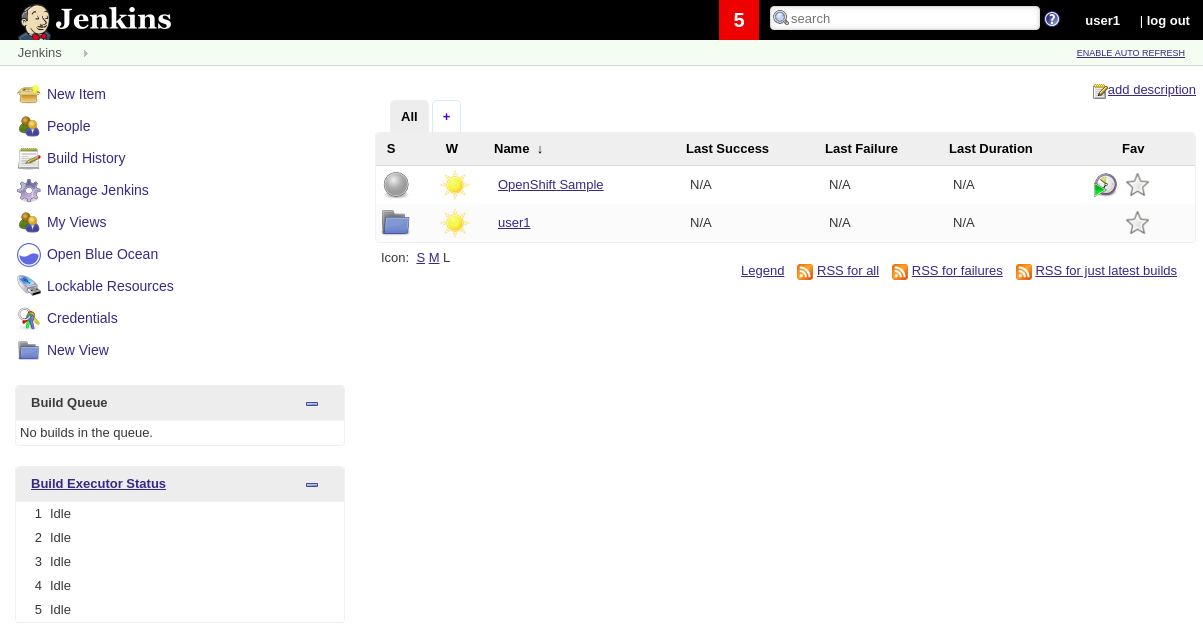 Jenkins
5
search
?
user1
| log out
Jenkins
ENABLE AUTO REFRESH
New Item
People
Build History
Manage Jenkins
My Views
Open Blue Ocean
Lockable Resources
Credentials
New View
Build Queue
No builds in the queue.
Build Executor Status
1 Idle
2 Idle
3 Idle
4 Idle
5 Idle
add description
All +
S W Name ↓ Last Success Last Failure Last Duration Fav
OpenShift Sample N/A N/A N/A
user1 N/A N/A N/A
Icon: S M L
Legend RSS for all RSS for failures RSS for just latest builds